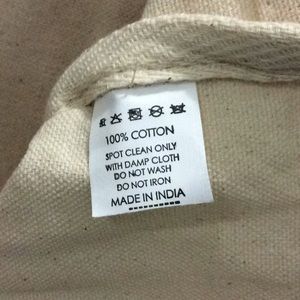 100% COTTON
SPOT CLEAN ONLY
WITH DAMP CLOTH
DO NOT WASH
DO NOT IRON
MADE IN INDIA